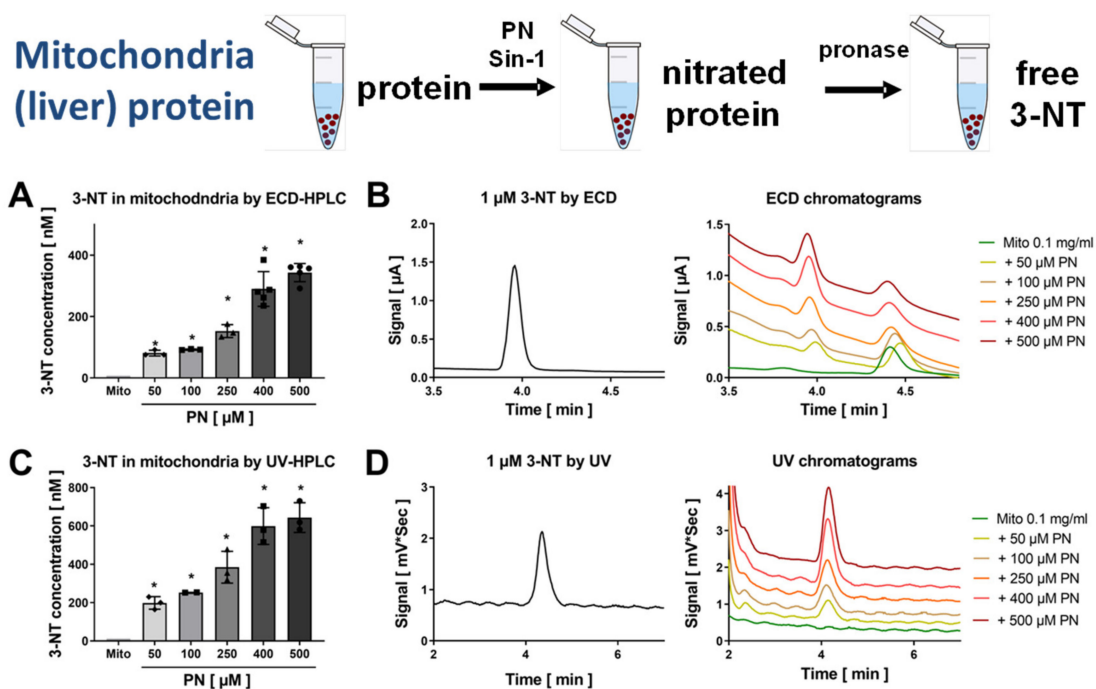 Mitochondria
(liver) protein
protein
PN
Sin-1
nitrated
protein
pronase
free
3-NT
A
3-NT in mitochodndria by ECD-HPLC
3-NT concentration [ nM]
400
200
0
Mito
50
100
250
400
500
PN [ µM]
B
1 µM 3-NT by ECD
Signal [ µA]
2.0
1.5
1.0
0.5
0.0
3.5
4.0
4.5
Time [ min]
ECD chromatograms
Signal [ µA]
1.5
1.0
0.5
0.0
3.5
4.0
4.5
Time [ min ]
Mito 0.1 mg/ml
+ 50 µM PN
+ 100 µM PN
+ 250 µM PN
+ 400 µM PN
+ 500 µM PN
C
3-NT in mitochondria by UV-HPLC
3-NT concentration [ nM]
800
600
400
200
0
Mito
50
100
250
400
500
PN [ µM]
D
1 µM 3-NT by UV
Signal [ mV*Sec]
3
2
1
0
2
4
6
Time [ min]
UV chromatograms
Signal [ mV*Sec]
4
3
2
1
0
2
4
6
Time [ min ]
Mito 0.1 mg/ml
+ 50 µM PN
+ 100 µM PN
+ 250 µM PN
+ 400 µM PN
+ 500 µM PN